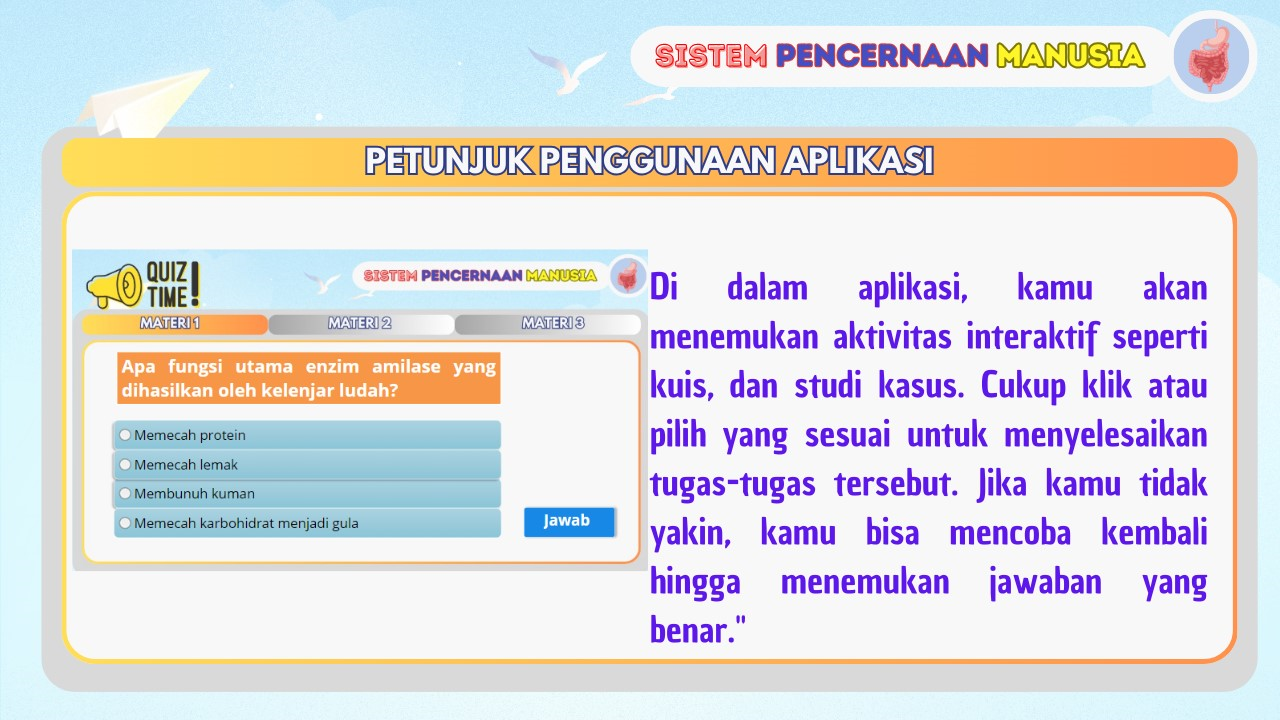 SISTEM PENCERNAAN MANUSIA
PETUNJUK PENGGUNAAN APLIKASI
QUIZ
TIME!
SISTEM PENCERNAAN MANUSIA
MATERI 1
MATERI 2
MATERI 3
Apa fungsi utama enzim amilase yang
dihasilkan oleh kelenjar ludah?
Memecah protein
Memecah lemak
Membunuh kuman
Memecah karbohidrat menjadi gula
Jawab
Di dalam aplikasi, kamu akan
menemukan aktivitas interaktif seperti
kuis, dan studi kasus. Cukup klik atau
pilih yang sesuai untuk menyelesaikan
tugas-tugas tersebut. Jika kamu tidak
yakin, kamu bisa mencoba kembali
hingga menemukan jawaban yang
benar."